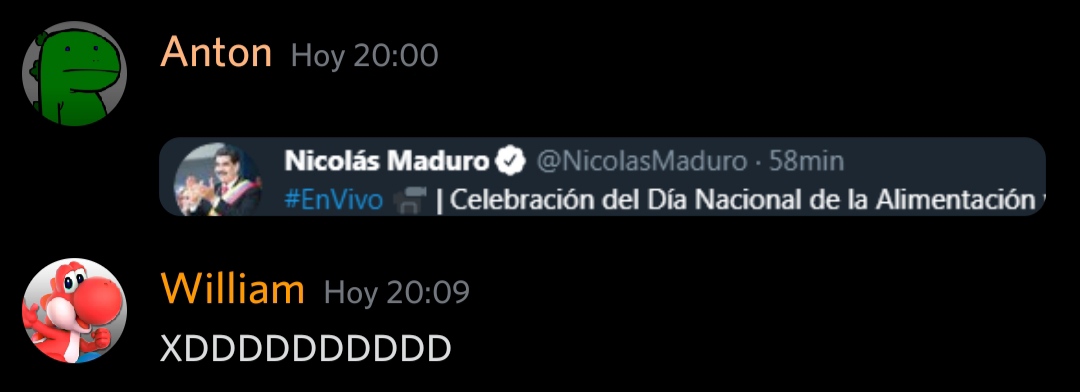 Anton Hoy 20:00
Nicolás Maduro @NicolasMaduro · 58min
#EnVivo | Celebración del Día Nacional de la Alimentación
William Hoy 20:09
XDDDDDDDDDD